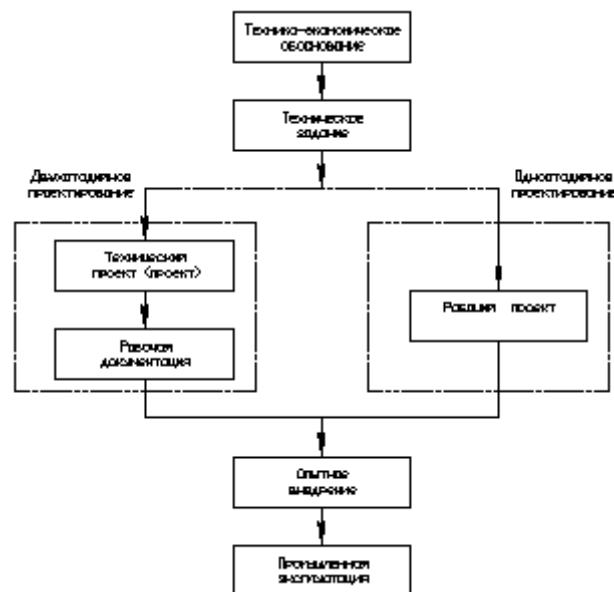 Технико-економическое
обоснование
Техническое
задание
Двухстадийное
проектирование
Одностадийное
проектирование
Технический
проект (проект)
Рабочая
документация
Рабочий проект
Опытное
внедрение
Промышленная
эксплуатация